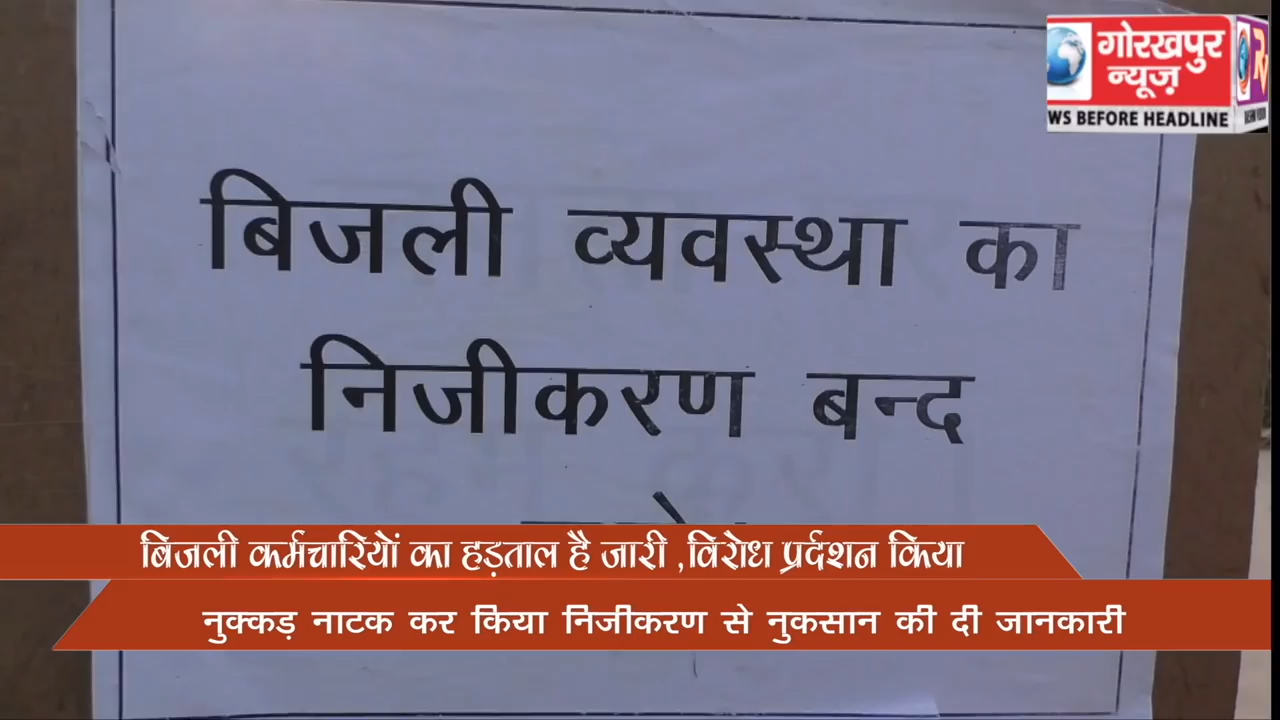 गोरखपुर
न्यूज़
WS BEFORE HEADLINE
बिजली व्यवस्था का
निजीकरण बन्द
बिजली कर्मचारियों का हड़ताल है जारी ,विरोध प्रर्दशन किया
नुक्कड़ नाटक कर किया निजीकरण से नुकसान की दी जानकारी